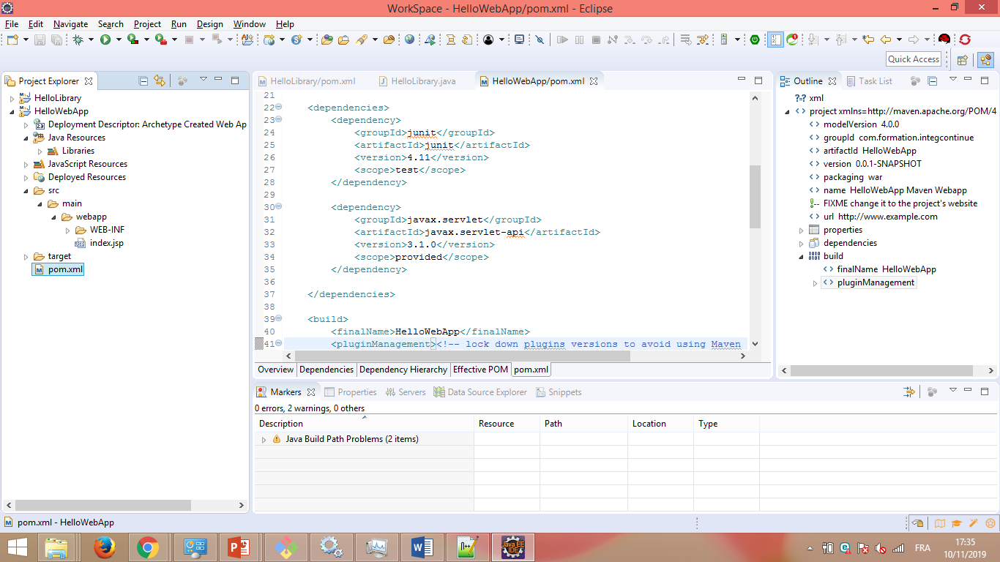 WorkSpace - HelloWebApp/pom.xml - Eclipse
File Edit Navigate Search Project Run Design Window Help
Quick Access
Project Explorer
HelloLibrary
HelloWebApp
Deployment Descriptor: Archetype Created Web Ap
Java Resources
Libraries
JavaScript Resources
Deployed Resources
src
main
webapp
WEB-INF
index.jsp
target
pom.xml
HelloLibrary/pom.xml HelloLibrary.java HelloWebApp/pom.xml
21
22 <dependencies>
23 <dependency>
24 <groupId>junit</groupId>
25 <artifactId>junit</artifactId>
26 <version>4.11</version>
27 <scope>test</scope>
28 </dependency>
29
30 <dependency>
31 <groupId>javax.servlet</groupId>
32 <artifactId>javax.servlet-api</artifactId>
33 <version>3.1.0</version>
34 <scope>provided</scope>
35 </dependency>
36
37 </dependencies>
38
39 <build>
40 <finalName>HelloWebApp</finalName>
41 <pluginManagement><!-- lock down plugins versions to avoid using Maven
Overview Dependencies Dependency Hierarchy Effective POM pom.xml
Outline Task List
xml
project xmlns=http://maven.apache.org/POM/4
modelVersion 4.0.0
groupId com.formation.integcontinue
artifactId HelloWebApp
version 0.0.1-SNAPSHOT
packaging war
name HelloWebApp Maven Webapp
FIXME change it to the project's website
url http://www.example.com
properties
dependencies
build
finalName HelloWebApp
pluginManagement
Markers Properties Servers Data Source Explorer Snippets
0 errors, 2 warnings, 0 others
Description Resource Path Location Type
Java Build Path Problems (2 items)
pom.xml - HelloWebApp
Java EE
IDE
FRA
17:35
10/11/2019